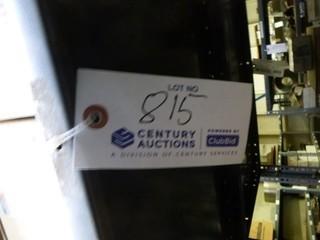 LOT NO
815
CENTURY AUCTIONS
POWERED BY
ClubBid
A DIVISION OF CENTURY SERVICES